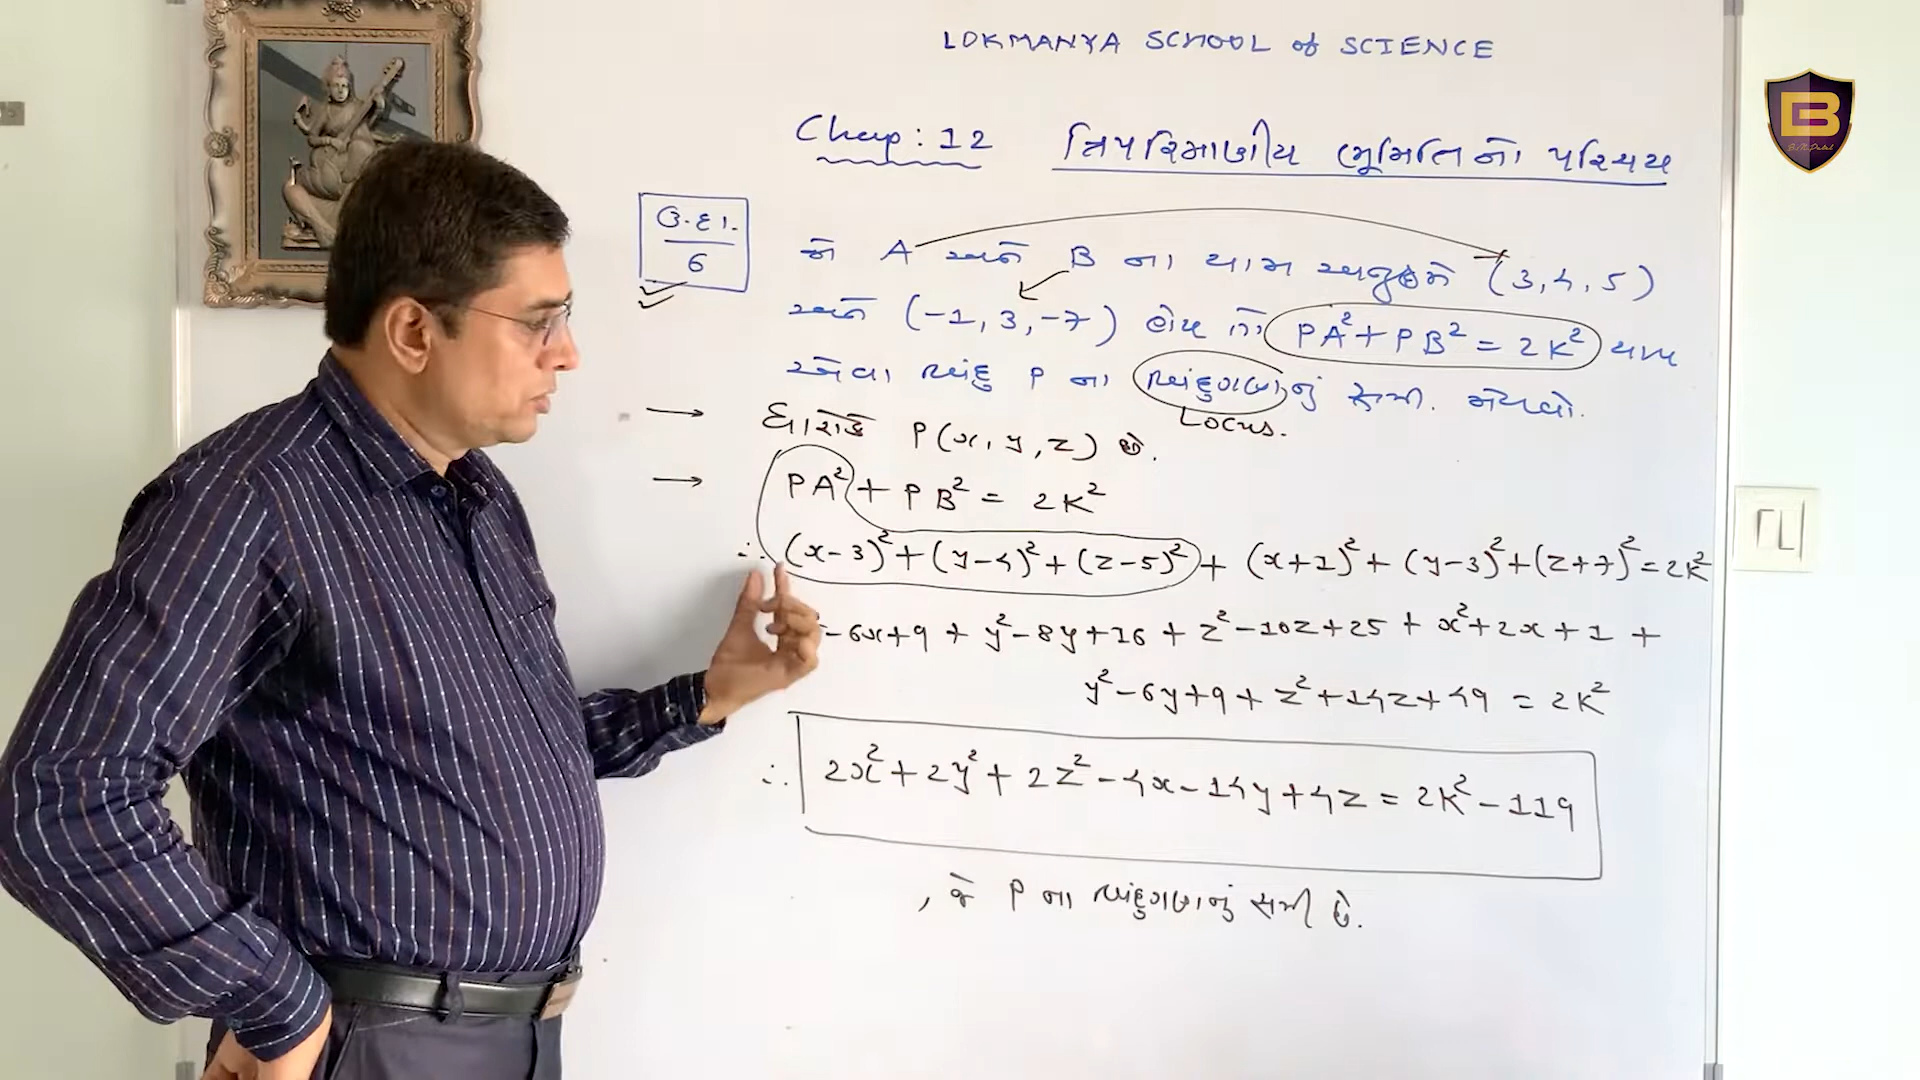 LOKMANYA SCHOOL of SCIENCE
Chap : 12 ત્રિપરિમાણીય ભૂમિતિનો પરિચય
ઉ.દા.
6
જો A અને B ના યામ અનુક્રમે (3, 4, 5)
અને (-1, 3, -7) હોય તો PA² + PB² = 2K² થાય
એવા બિંદુ P ના બિંદુગણનું સમી. મેળવો.
Locus.
→ ધારોકે P(x, y, z) છે.
→ PA² + PB² = 2K²
∴ (x-3)² + (y-4)² + (z-5)² + (x+1)² + (y-3)² + (z+7)² = 2K²
² - 6x + 9 + y² - 8y + 16 + z² - 10z + 25 + x² + 2x + 1 +
y² - 6y + 9 + z² + 14z + 49 = 2K²
∴ 2x² + 2y² + 2z² - 4x - 14y + 4z = 2K² - 119
, જે P ના બિંદુગણનું સમી છે.